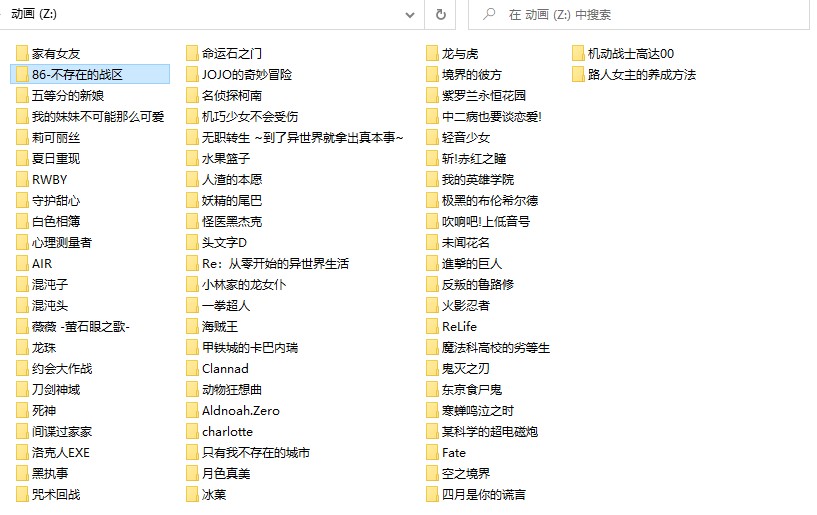 动画 (Z:)
在 动画 (Z:) 中搜索
家有女友
86-不存在的战区
五等分的新娘
我的妹妹不可能那么可爱
莉可丽丝
夏日重现
RWBY
守护甜心
白色相簿
心理测量者
AIR
混沌子
混沌头
薇薇 -萤石眼之歌-
龙珠
约会大作战
刀剑神域
死神
间谍过家家
洛克人EXE
黑执事
咒术回战
命运石之门
JOJO的奇妙冒险
名侦探柯南
机巧少女不会受伤
无职转生 ~到了异世界就拿出真本事~
水果篮子
人渣的本愿
妖精的尾巴
怪医黑杰克
头文字D
Re：从零开始的异世界生活
小林家的龙女仆
一拳超人
海贼王
甲铁城的卡巴内瑞
Clannad
动物狂想曲
Aldnoah.Zero
charlotte
只有我不存在的城市
月色真美
冰菓
龙与虎
境界的彼方
紫罗兰永恒花园
中二病也要谈恋爱!
轻音少女
斩!赤红之瞳
我的英雄学院
极黑的布伦希尔德
吹响吧!上低音号
未闻花名
進撃的巨人
反叛的鲁路修
火影忍者
ReLife
魔法科高校的劣等生
鬼灭之刃
东京食尸鬼
寒蝉鸣泣之时
某科学的超电磁炮
Fate
空之境界
四月是你的谎言
机动战士高达00
路人女主的养成方法